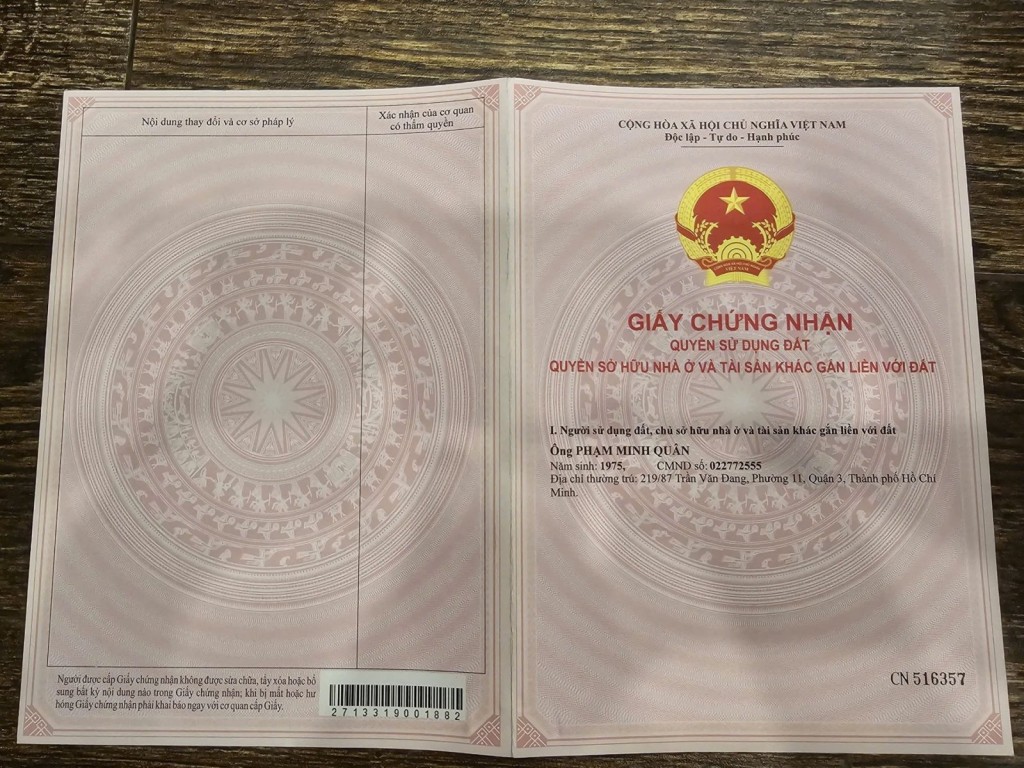 Nội dung thay đổi và cơ sở pháp lý
Xác nhận của cơ quan
có thẩm quyền
Người được cấp Giấy chứng nhận không được sửa chữa, tẩy xóa hoặc bổ
sung bất kỳ nội dung nào trong Giấy chứng nhận; khi bị mất hoặc hư
hỏng Giấy chứng nhận phải khai báo ngay với cơ quan cấp Giấy.
2713319001882
CỘNG HÒA XÃ HỘI CHỦ NGHĨA VIỆT NAM
Độc lập - Tự do - Hạnh phúc
VIỆT NAM
GIẤY CHỨNG NHẬN
QUYỀN SỬ DỤNG ĐẤT
QUYỀN SỞ HỮU NHÀ Ở VÀ TÀI SẢN KHÁC GẮN LIỀN VỚI ĐẤT
I. Người sử dụng đất, chủ sở hữu nhà ở và tài sản khác gắn liền với đất
Ông PHẠM MINH QUÂN
Năm sinh: 1975, CMND số: 022772555
Địa chỉ thường trú: 219/87 Trần Văn Đang, Phường 11, Quận 3, Thành phố Hồ Chí
Minh.
CN 516357